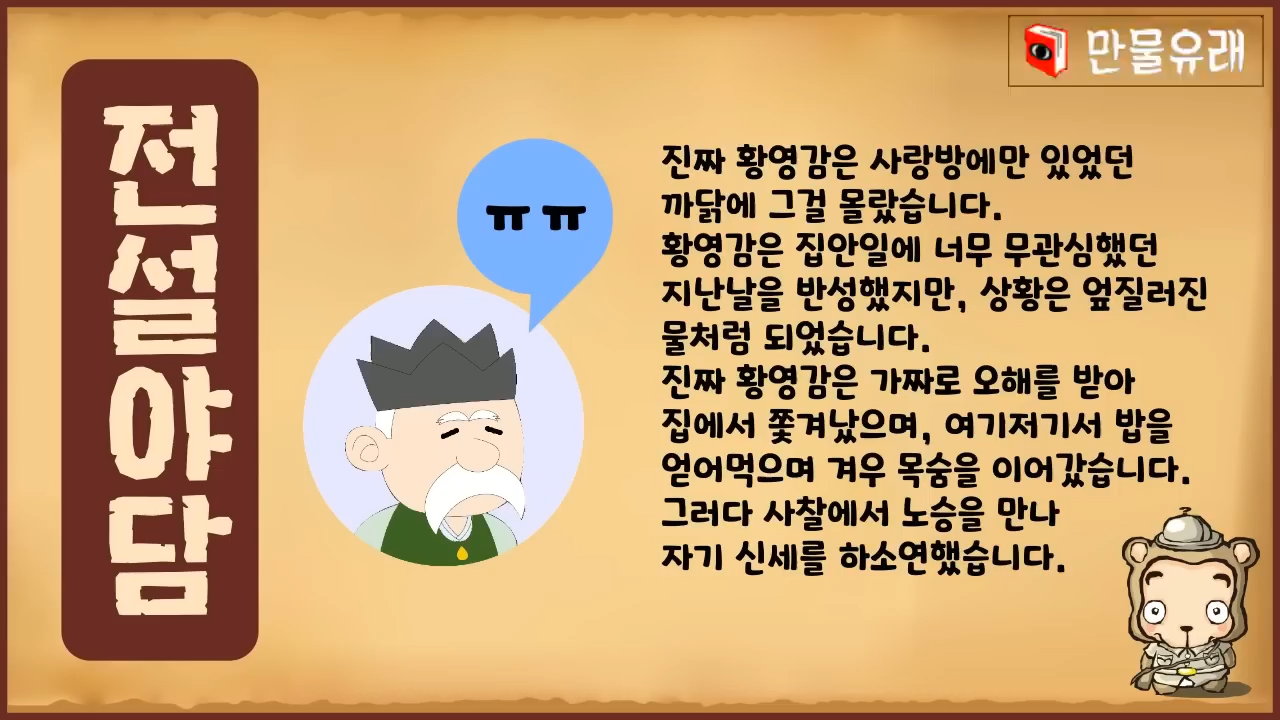 만물유래
전설야담
ㅠㅠ
진짜 황영감은 사랑방에만 있었던
까닭에 그걸 몰랐습니다.
황영감은 집안일에 너무 무관심했던
지난날을 반성했지만, 상황은 엎질러진
물처럼 되었습니다.
진짜 황영감은 가짜로 오해를 받아
집에서 쫓겨났으며, 여기저기서 밥을
얻어먹으며 겨우 목숨을 이어갔습니다.
그러다 사찰에서 노승을 만나
자기 신세를 하소연했습니다.